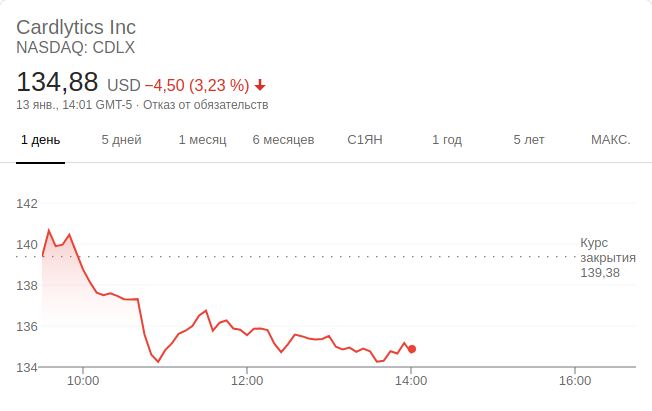 Cardlytics Inc
NASDAQ: CDLX
134,88 USD −4,50 (3,23 %)
13 янв., 14:01 GMT-5 · Отказ от обязательств
1 день 5 дней 1 месяц 6 месяцев С1ЯН 1 год 5 лет МАКС.
142
140
Курс
закрытия
139,38
138
136
134
10:00 12:00 14:00 16:00